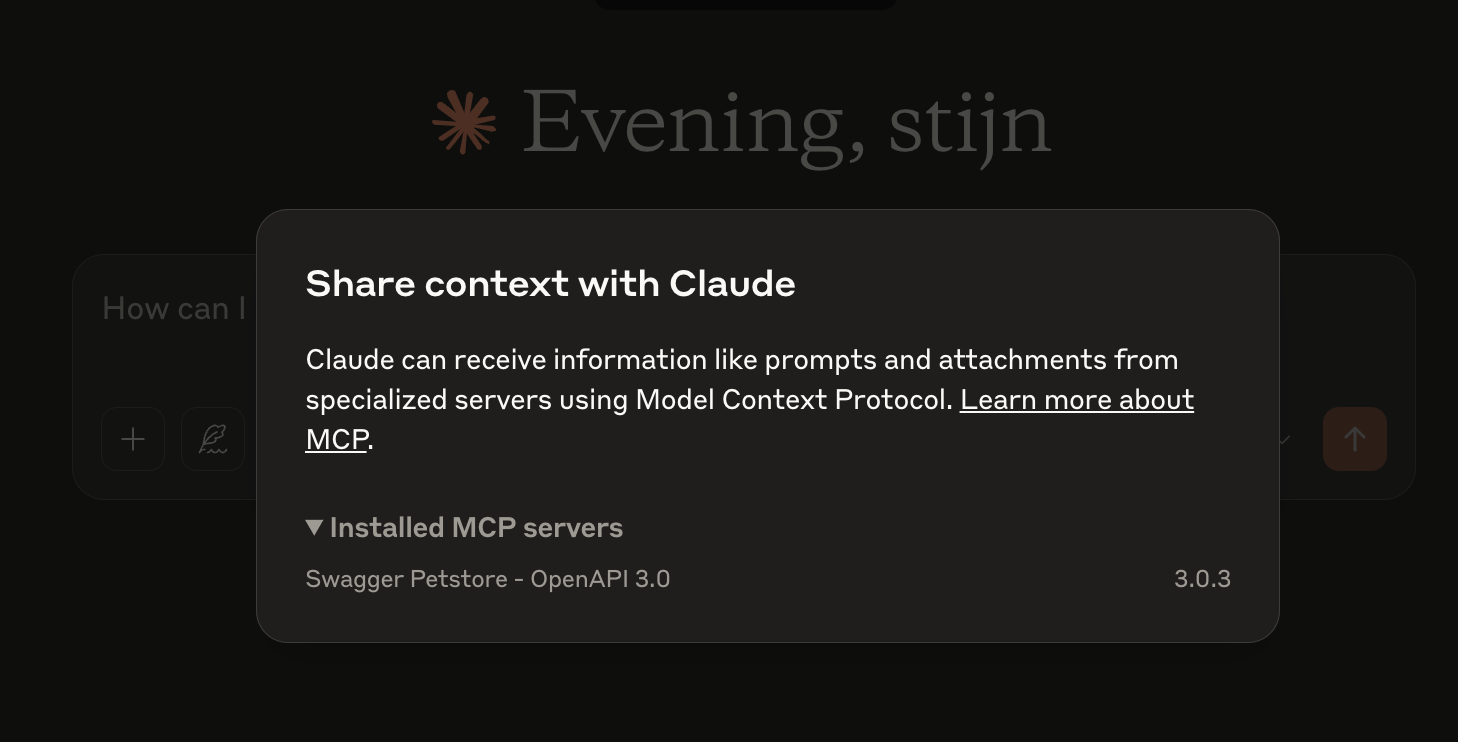 Evening, stijn
Share context with Claude
How can I
Claude can receive information like prompts and attachments from
specialized servers using Model Context Protocol. Learn more about
MCP.
▼ Installed MCP servers
Swagger Petstore - OpenAPI 3.0 3.0.3